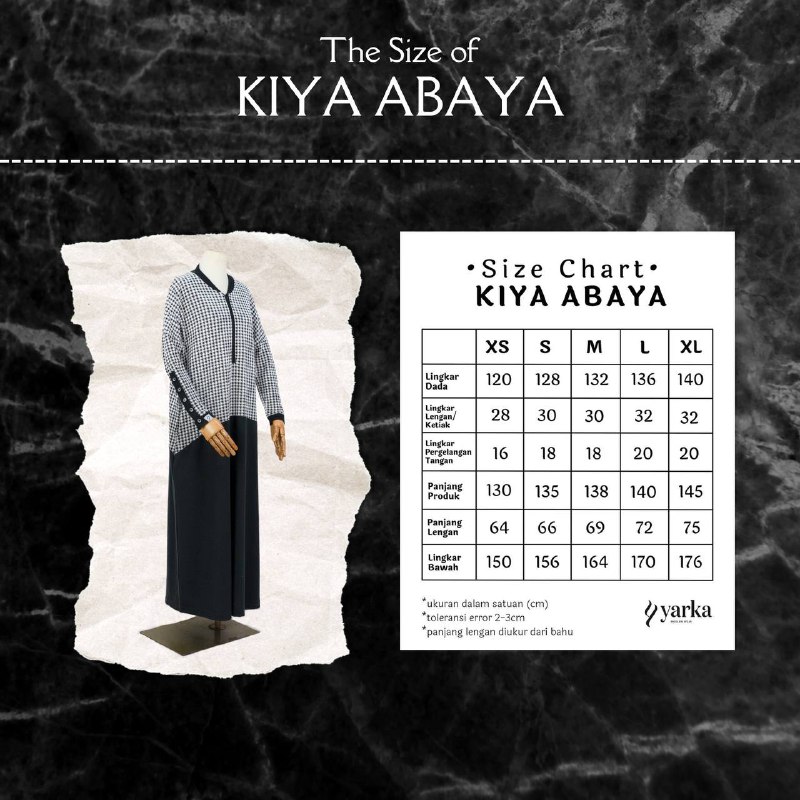 The Size of
KIYA ABAYA
•Size Chart•
KIYA ABAYA
XS S M L XL
Lingkar Dada 120 128 132 136 140
Lingkar Lengan/ Ketiak 28 30 30 32 32
Lingkar Pergelangan Tangan 16 18 18 20 20
Panjang Produk 130 135 138 140 145
Panjang Lengan 64 66 69 72 75
Lingkar Bawah 150 156 164 170 176
*ukuran dalam satuan (cm)
*toleransi error 2-3cm
*panjang lengan diukur dari bahu
yarka